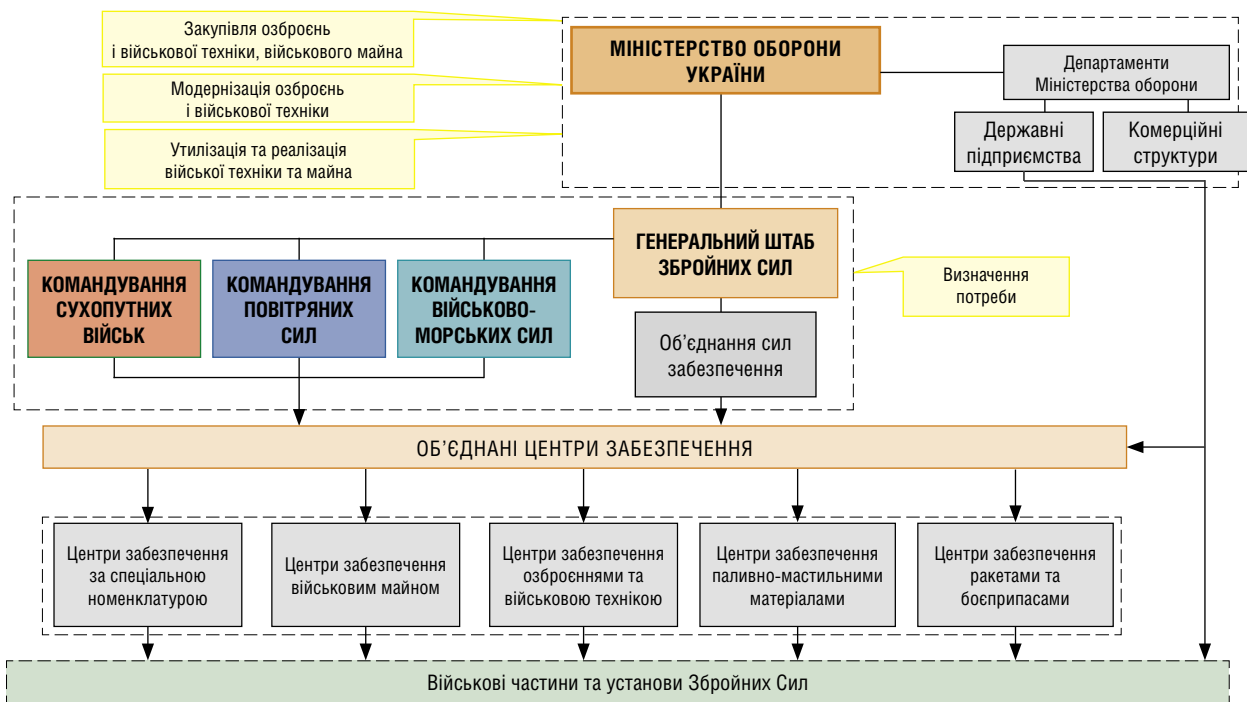 Закупівля озброєнь
і військової техніки, військового майна
Модернізація озброєнь
і військової техніки
Утилізація та реалізація
війської техніки та майна
МІНІСТЕРСТВО ОБОРОНИ
УКРАЇНИ
Департаменти
Міністерства оборони
Державні
підприємства
Комерційні
структури
ГЕНЕРАЛЬНИЙ ШТАБ
ЗБРОЙНИХ СИЛ
Визначення
потреби
КОМАНДУВАННЯ
СУХОПУТНИХ
ВІЙСЬК
КОМАНДУВАННЯ
ПОВІТРЯНИХ
СИЛ
КОМАНДУВАННЯ
ВІЙСЬКОВО-
МОРСЬКИХ СИЛ
Об’єднання сил
забезпечення
ОБ’ЄДНАНІ ЦЕНТРИ ЗАБЕЗПЕЧЕННЯ
Центри забезпечення
за спеціальною
номенклатурою
Центри забезпечення
військовим майном
Центри забезпечення
озброєннями та
військовою технікою
Центри забезпечення
паливно-мастильними
матеріалами
Центри забезпечення
ракетами та
боєприпасами
Військові частини та установи Збройних Сил